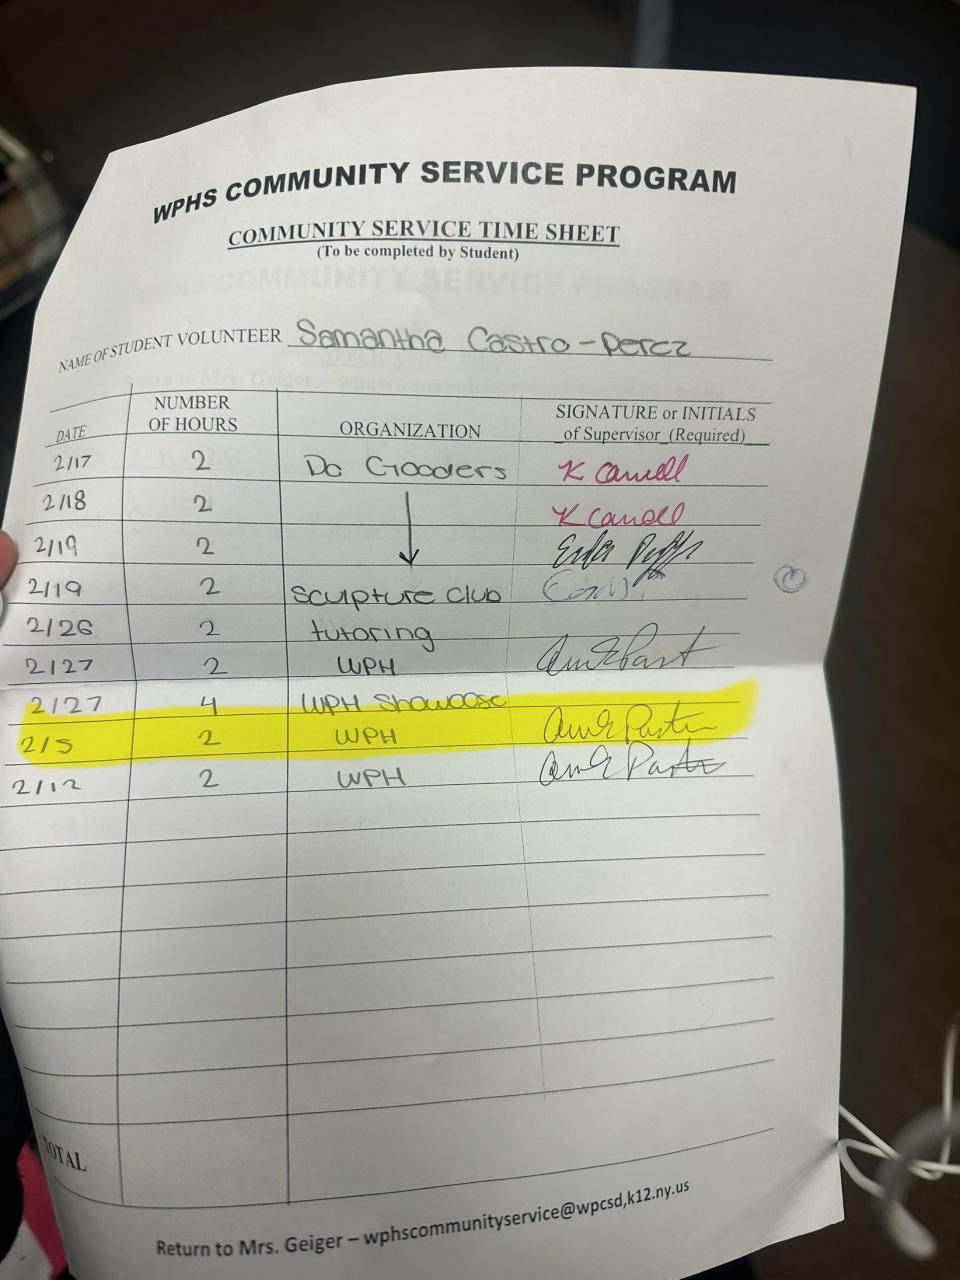 WPHS COMMUNITY SERVICE PROGRAM
COMMUNITY SERVICE TIME SHEET
(To be completed by Student)
NAME OF STUDENT VOLUNTEER Samantha Castro-Perez
DATE NUMBER OF HOURS ORGANIZATION SIGNATURE or INITIALS of Supervisor (Required)
2/17 2 Do Gooders K Carroll
2/18 2 K Carroll
2/19 2
2/19 2 Sculpture club
2/26 2 tutoring
2/27 2 WPH
2/27 4 WPH Showcase
2/5 2 WPH
2/12 2 WPH
TOTAL
Return to Mrs. Geiger – wphscommunityservice@wpcsd,k12.ny.us